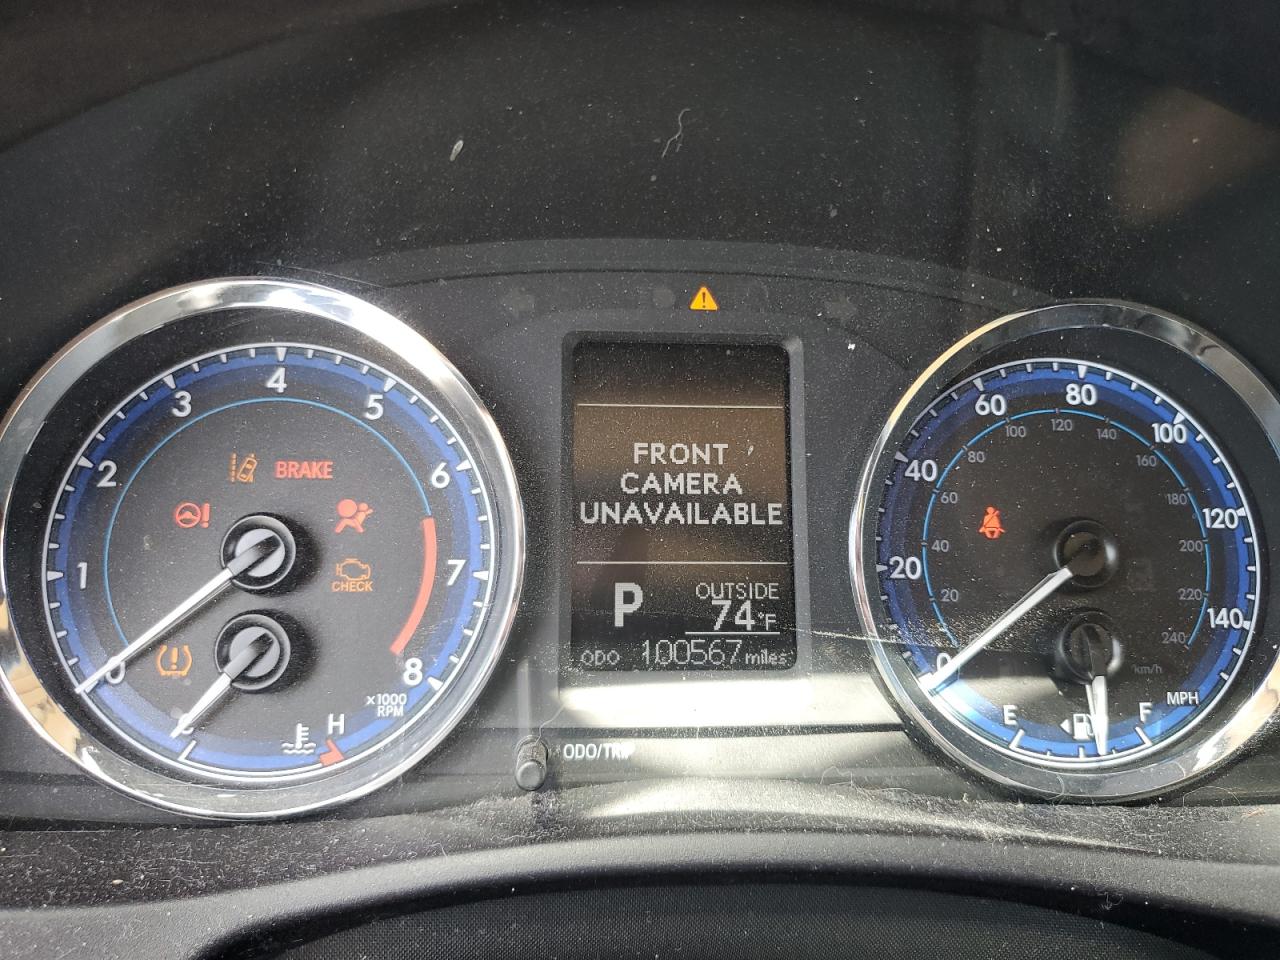 4
3
5
BRAKE
2
6
CHECK
1
7
0
8
x1000
RPM
C
H
ODO/TRIP
FRONT
CAMERA
UNAVAILABLE
P
OUTSIDE
74°F
ODO 100567 miles
80
60
100
100
120
140
80
160
40
60
180
120
40
200
20
20
220
140
0
240
km/h
MPH
E
F